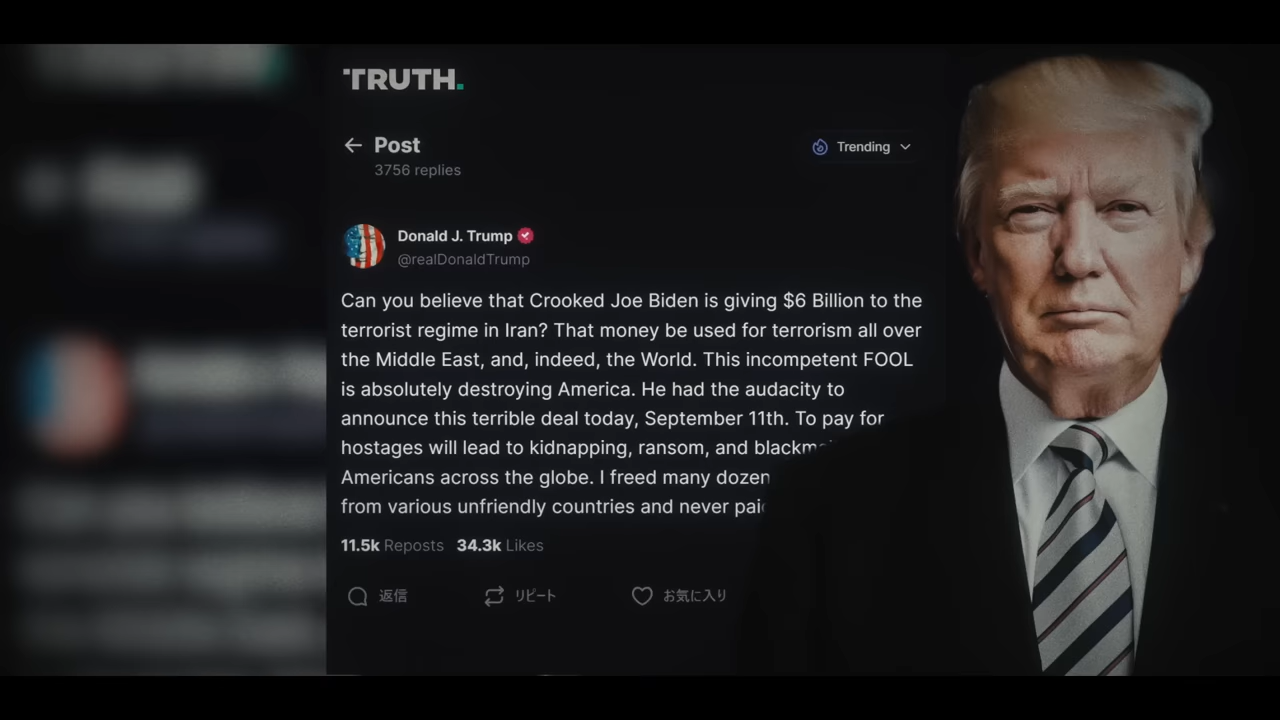 TRUTH.
Post
3756 replies
Trending
Donald J. Trump
@realDonaldTrump
Can you believe that Crooked Joe Biden is giving $6 Billion to the
terrorist regime in Iran? That money be used for terrorism all over
the Middle East, and, indeed, the World. This incompetent FOOL
is absolutely destroying America. He had the audacity to
announce this terrible deal today, September 11th. To pay for
hostages will lead to kidnapping, ransom, and
Americans across the globe. I freed many dozen
from various unfriendly countries and never
11.5k Reposts 34.3k Likes
返信 リピート お気に入り